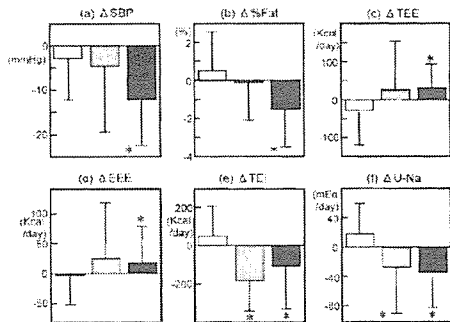 (a) ΔSBP
(b) Δ%Fat
(c) ΔTEE
0
(mmHg)
-10
-20
*
(%)
2
0
-2
-4
*
(Kcal
/day)
100
0
-100
*
(d) ΔEEE
(e) ΔTEI
(f) ΔU-Na
100
(Kcal
/day)
50
0
-50
*
200
(Kcal
/day)
0
-200
*
*
(mEq
/day)
40
0
-40
-80
*
*